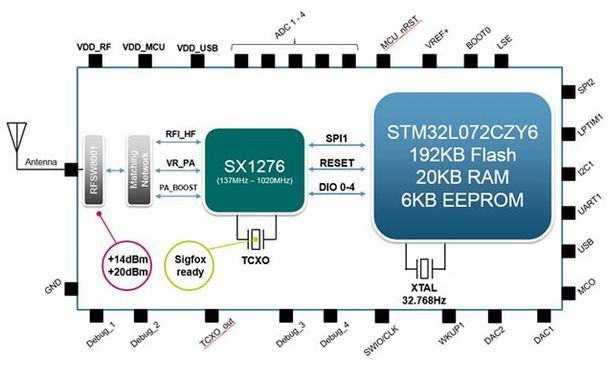 ADC 1 - 4
VDD_RF
VDD_MCU
VDD_USB
MCU_nRST
VREF+
BOOT0
LSE
SPI2
LPTIM1
I2C1
UART1
USB
MCO
Antenna
RFSW8001
Matching
Network
RFI_HF
VR_PA
PA_BOOST
SX1276
(137MHz – 1020MHz)
SPI1
RESET
DIO 0-4
STM32L072CZY6
192KB Flash
20KB RAM
6KB EEPROM
+14dBm
+20dBm
Sigfox
ready
TCXO
XTAL
32.768Hz
GND
Debug_1
Debug_2
TCXO_out
Debug_3
Debug_4
SWIO/CLK
WKUP1
DAC2
DAC1